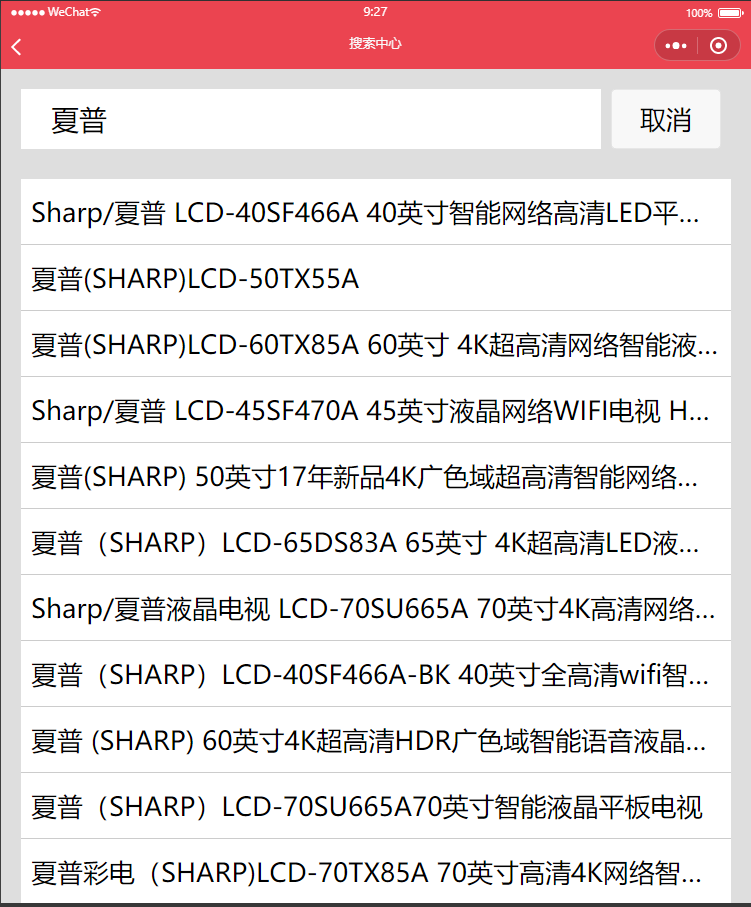 WeChat
9:27
100%
搜索中心
夏普
取消
Sharp/夏普 LCD-40SF466A 40英寸智能网络高清LED平...
夏普(SHARP)LCD-50TX55A
夏普(SHARP)LCD-60TX85A 60英寸 4K超高清网络智能液...
Sharp/夏普 LCD-45SF470A 45英寸液晶网络WIFI电视 H...
夏普(SHARP) 50英寸17年新品4K广色域超高清智能网络...
夏普（SHARP）LCD-65DS83A 65英寸 4K超高清LED液...
Sharp/夏普液晶电视 LCD-70SU665A 70英寸4K高清网络...
夏普（SHARP）LCD-40SF466A-BK 40英寸全高清wifi智...
夏普 (SHARP) 60英寸4K超高清HDR广色域智能语音液晶...
夏普（SHARP）LCD-70SU665A70英寸智能液晶平板电视
夏普彩电（SHARP)LCD-70TX85A 70英寸高清4K网络智...